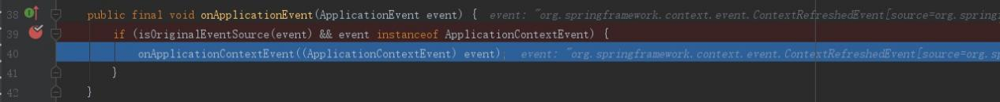 38 public final void onApplicationEvent(ApplicationEvent event) { event: "org.springframework.context.event.ContextRefreshedEvent[source=org.spring
39 if (isOriginalEventSource(event) && event instanceof ApplicationContextEvent) {
40 onApplicationContextEvent((ApplicationContextEvent) event); event: "org.springframework.context.event.ContextRefreshedEvent[source=org.sp
41 }
42 }